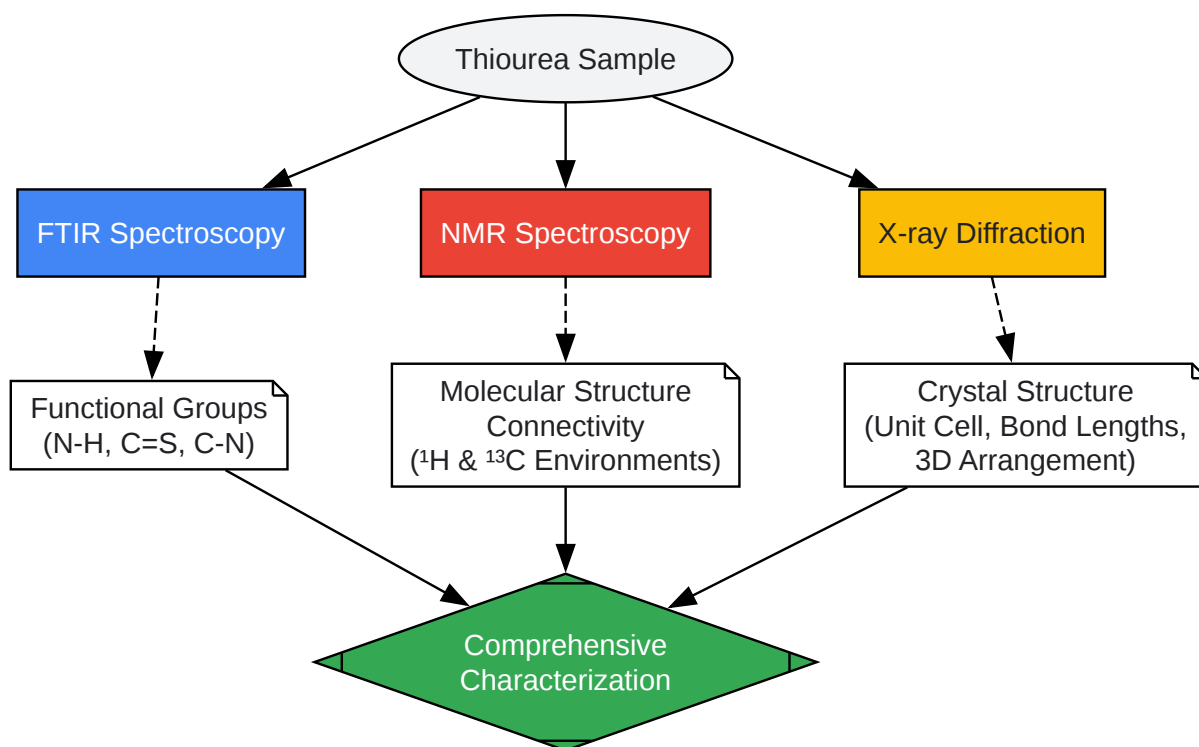 Thiourea Sample
FTIR Spectroscopy
NMR Spectroscopy
X-ray Diffraction
Functional Groups
(N-H, C=S, C-N)
Molecular Structure
Connectivity
(¹H & ¹³C Environments)
Crystal Structure
(Unit Cell, Bond Lengths,
3D Arrangement)
Comprehensive
Characterization